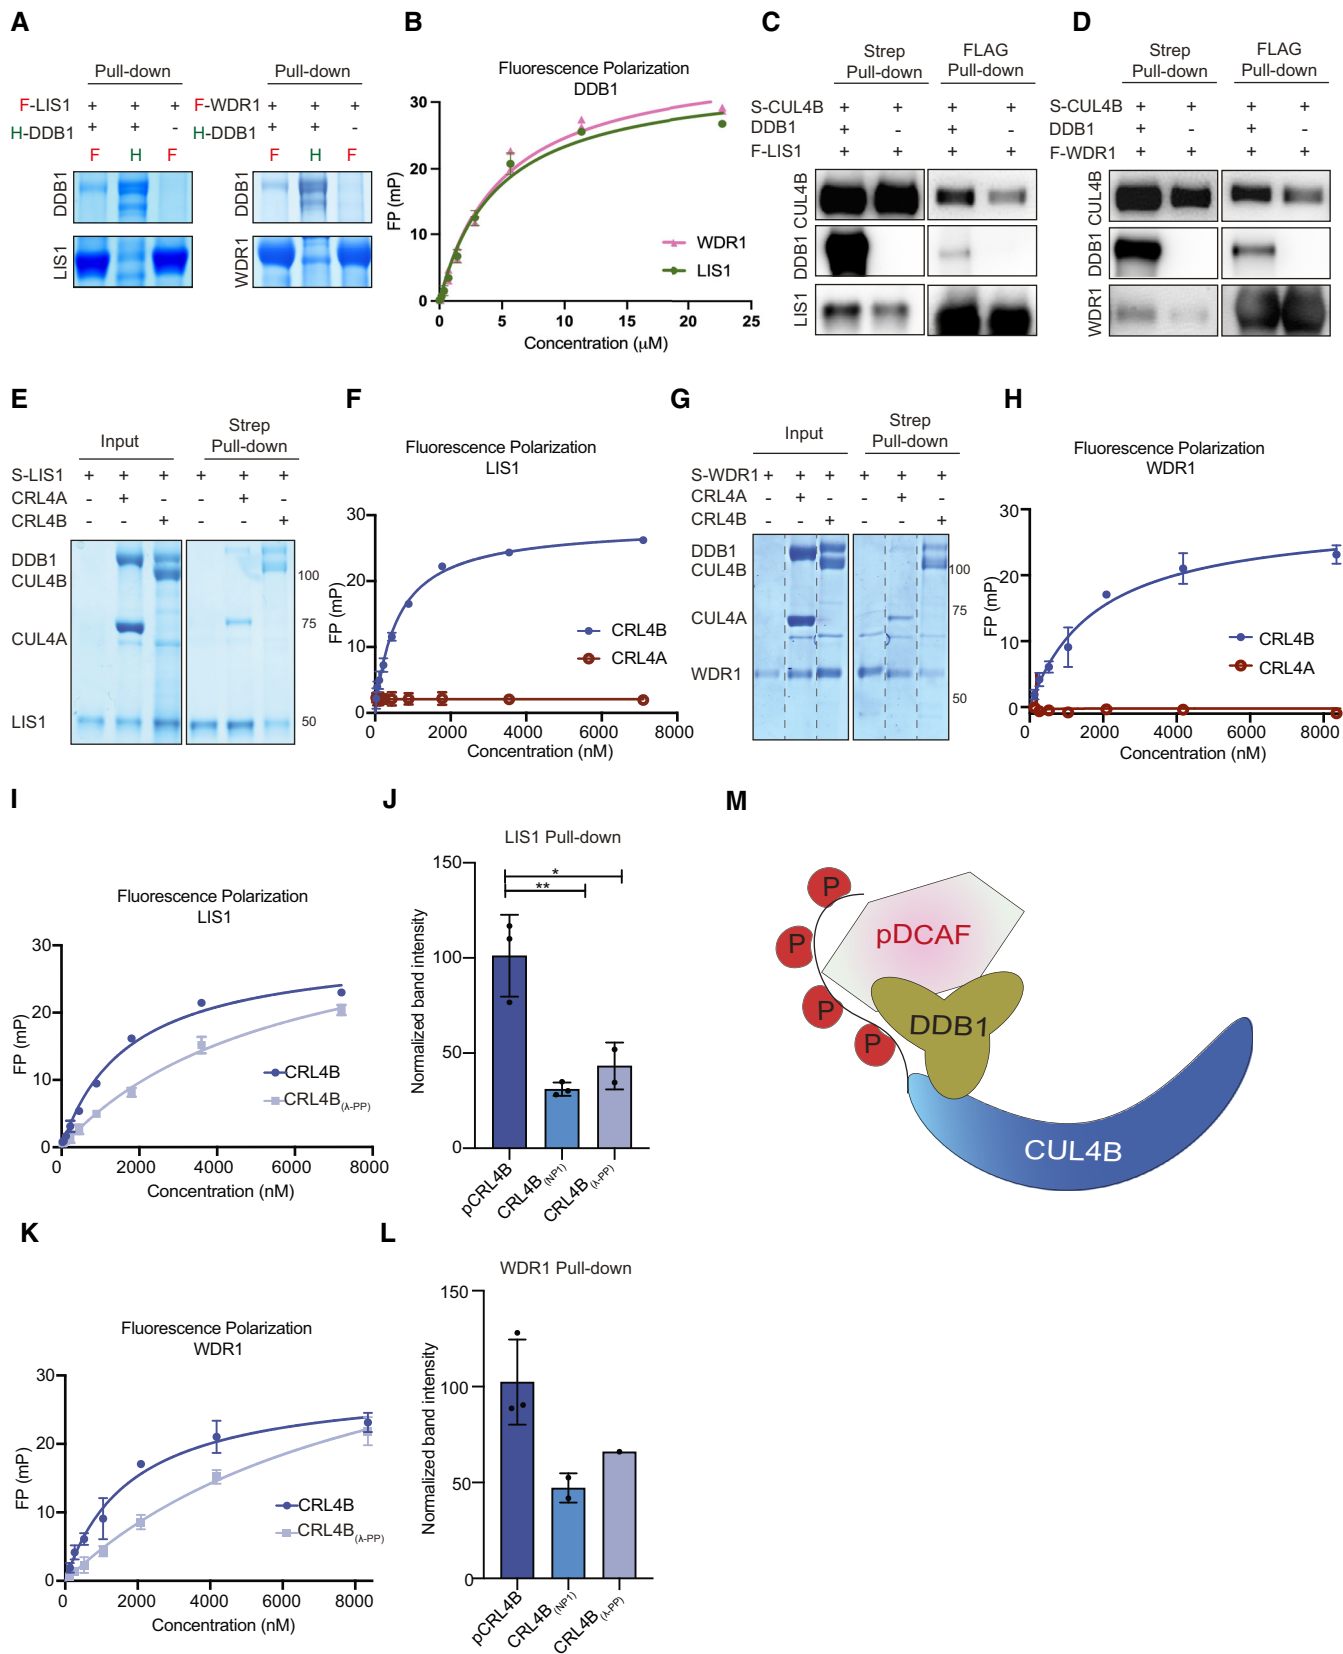 A
Pull-down
F-LIS1 + + +
H-DDB1 + + -
F H F
DDB1
LIS1
Pull-down
F-WDR1 + + +
H-DDB1 + + -
F H F
DDB1
WDR1
B
Fluorescence Polarization
DDB1
FP (mP)
30
20
10
0
0 5 10 15 20 25
Concentration (μM)
WDR1
LIS1
C
Strep
Pull-down
FLAG
Pull-down
S-CUL4B + + + +
DDB1 + - + -
F-LIS1 + + + +
CUL4B
DDB1
LIS1
D
Strep
Pull-down
FLAG
Pull-down
S-CUL4B + + + +
DDB1 + - + -
F-WDR1 + + + +
CUL4B
DDB1
WDR1
E
Input
Strep
Pull-down
S-LIS1 + + + + + +
CRL4A - + - - + -
CRL4B - - + - - +
DDB1
CUL4B
CUL4A
LIS1
100
75
50
F
Fluorescence Polarization
LIS1
FP (mP)
30
20
10
0
0 2000 4000 6000 8000
Concentration (nM)
CRL4B
CRL4A
G
Input
Strep
Pull-down
S-WDR1 + + + + + +
CRL4A - + - - + -
CRL4B - - + - - +
DDB1
CUL4B
CUL4A
WDR1
100
75
50
H
Fluorescence Polarization
WDR1
FP (mP)
30
20
10
0
0 2000 4000 6000 8000
Concentration (nM)
CRL4B
CRL4A
I
Fluorescence Polarization
LIS1
FP (mP)
30
20
10
0
0 2000 4000 6000 8000
Concentration (nM)
CRL4B
CRL4B(λ-PP)
J
LIS1 Pull-down
Normalized band intensity
150
100
50
0
*
**
pCRL4B
CRL4B(NP1)
CRL4B(λ-PP)
M
P
P
P
P
pDCAF
DDB1
CUL4B
K
Fluorescence Polarization
WDR1
FP (mP)
30
20
10
0
0 2000 4000 6000 8000
Concentration (nM)
CRL4B
CRL4B(λ-PP)
L
WDR1 Pull-down
Normalized band intensity
150
100
50
0
pCRL4B
CRL4B(NP1)
CRL4B(λ-PP)